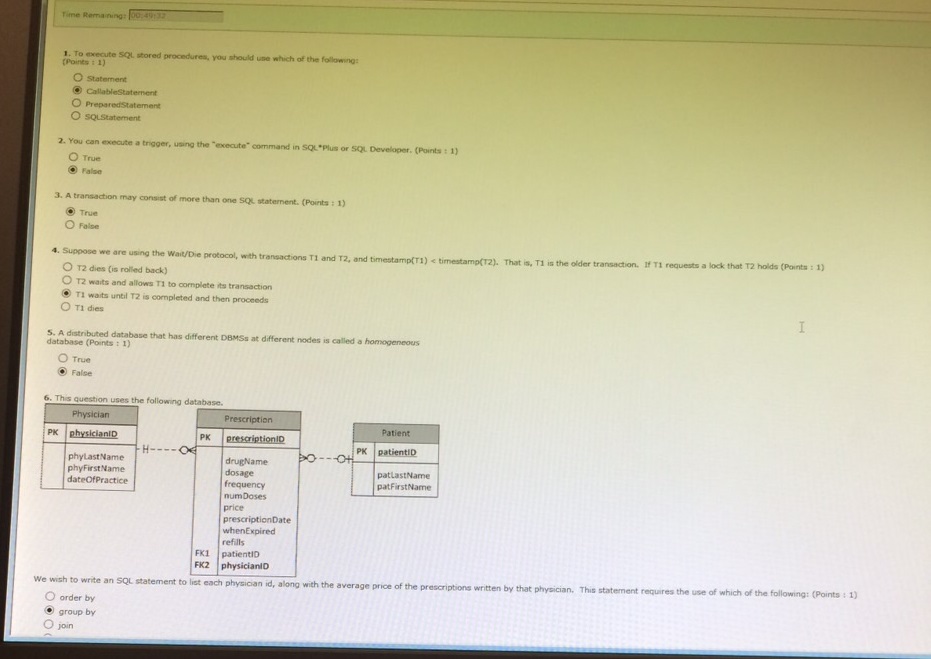 Time Remaining: 00:49:32
1. To execute SQL stored procedures, you should use which of the following:
(Points : 1)
Statement
CallableStatement
PreparedStatement
SQLStatement
2. You can execute a trigger, using the "execute" command in SQL*Plus or SQL Developer. (Points : 1)
True
False
3. A transaction may consist of more than one SQL statement. (Points : 1)
True
False
4. Suppose we are using the Wait/Die protocol, with transactions T1 and T2, and timestamp(T1) < timestamp(T2). That is, T1 is the older transaction. If T1 requests a lock that T2 holds (Points : 1)
T2 dies (is rolled back)
T2 waits and allows T1 to complete its transaction
T1 waits until T2 is completed and then proceeds
T1 dies
5. A distributed database that has different DBMSs at different nodes is called a homogeneous
database (Points : 1)
True
False
6. This question uses the following database.
Physician
PK physicianID
phyLastName
phyFirstName
dateOfPractice
Prescription
PK prescriptionID
drugName
dosage
frequency
numDoses
price
prescriptionDate
whenExpired
refills
FK1 patientID
FK2 physicianID
Patient
PK patientID
patLastName
patFirstName
We wish to write an SQL statement to list each physician id, along with the average price of the prescriptions written by that physician. This statement requires the use of which of the following: (Points : 1)
order by
group by
join